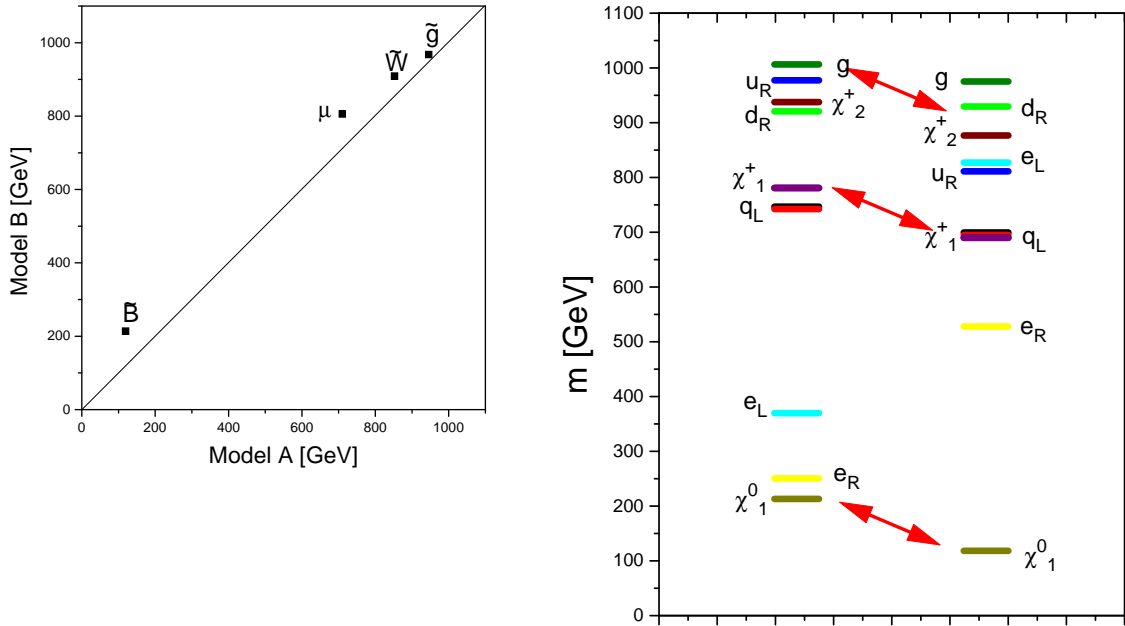 1000
800
600
400
200
0
0 200 400 600 800 1000
Model B [GeV]
Model A [GeV]
g̃
W̃
μ
B̃
1100
1000
900
800
700
600
500
400
300
200
100
0
m [GeV]
g
u_R
χ^+_2
d_R
χ^+_1
q_L
e_L
e_R
χ^0_1
g
d_R
χ^+_2
e_L
u_R
χ^+_1
q_L
e_R
χ^0_1